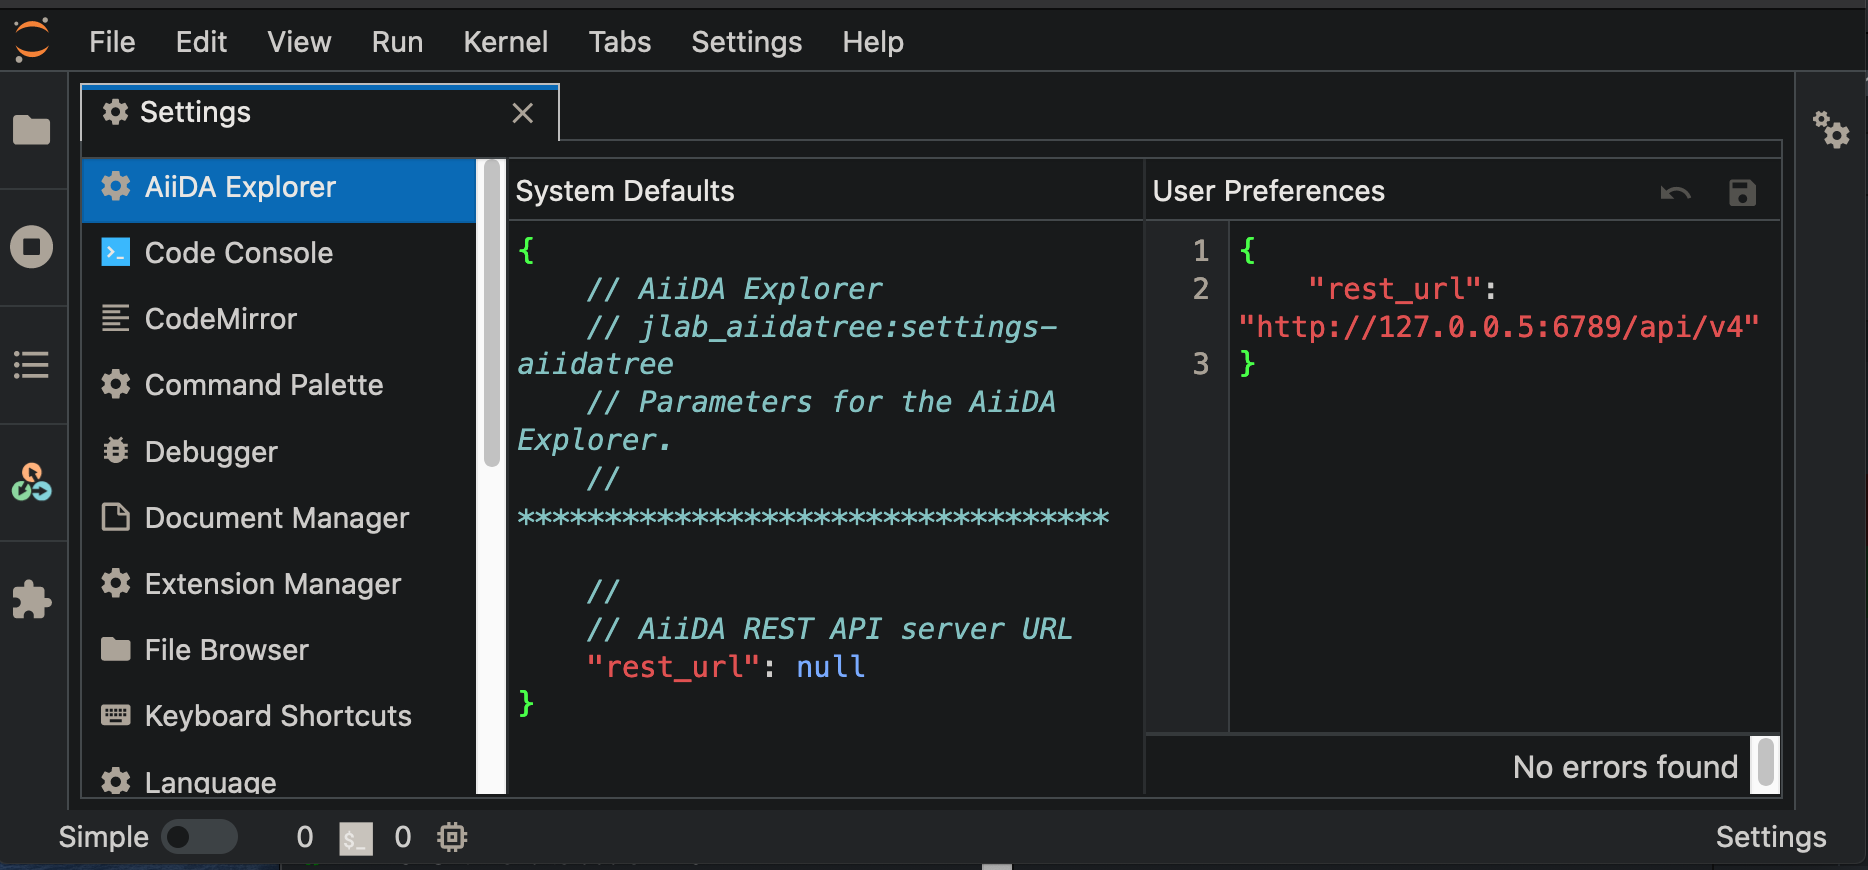 File Edit View Run Kernel Tabs Settings Help
Settings
AiiDA Explorer
Code Console
CodeMirror
Command Palette
Debugger
Document Manager
Extension Manager
File Browser
Keyboard Shortcuts
Language
System Defaults
{
// AiiDA Explorer
// jlab_aiidatree:settings-
aiidatree
// Parameters for the AiiDA
Explorer.
//
**********************************
//
// AiiDA REST API server URL
"rest_url": null
}
User Preferences
1 {
2 "rest_url":
"http://127.0.0.5:6789/api/v4"
3 }
No errors found
Simple 0 $_ 0 Settings